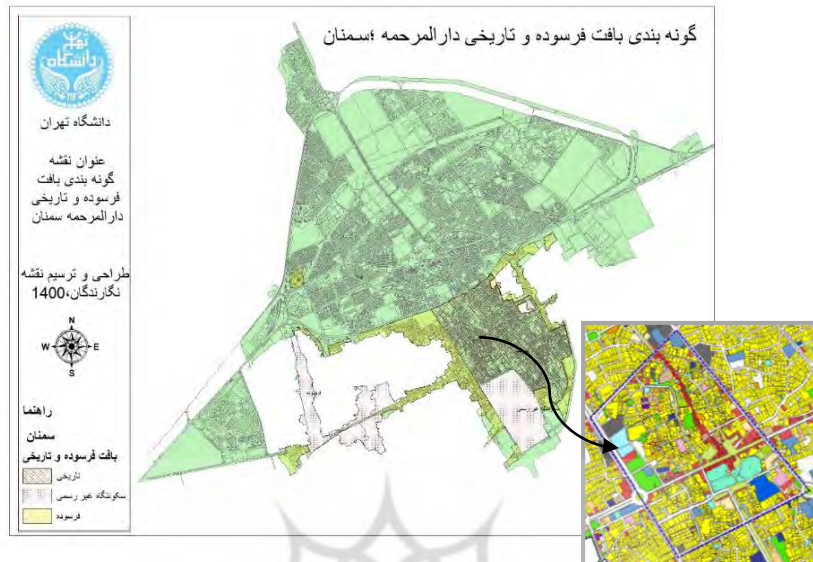 گونه بندی بافت فرسوده و تاریخی دارالمرحمه ؛سمنان
دانشگاه تهران
عنوان نقشه
گونه بندی بافت
فرسوده و تاریخی
دارالمرحمه سمنان
طراحی و ترسیم نقشه
نگارندگان،1400
N
W E
S
راهنما
سمنان
بافت فرسوده و تاریخی
تاریخی
سکونتگاه غیر رسمی
فرسوده